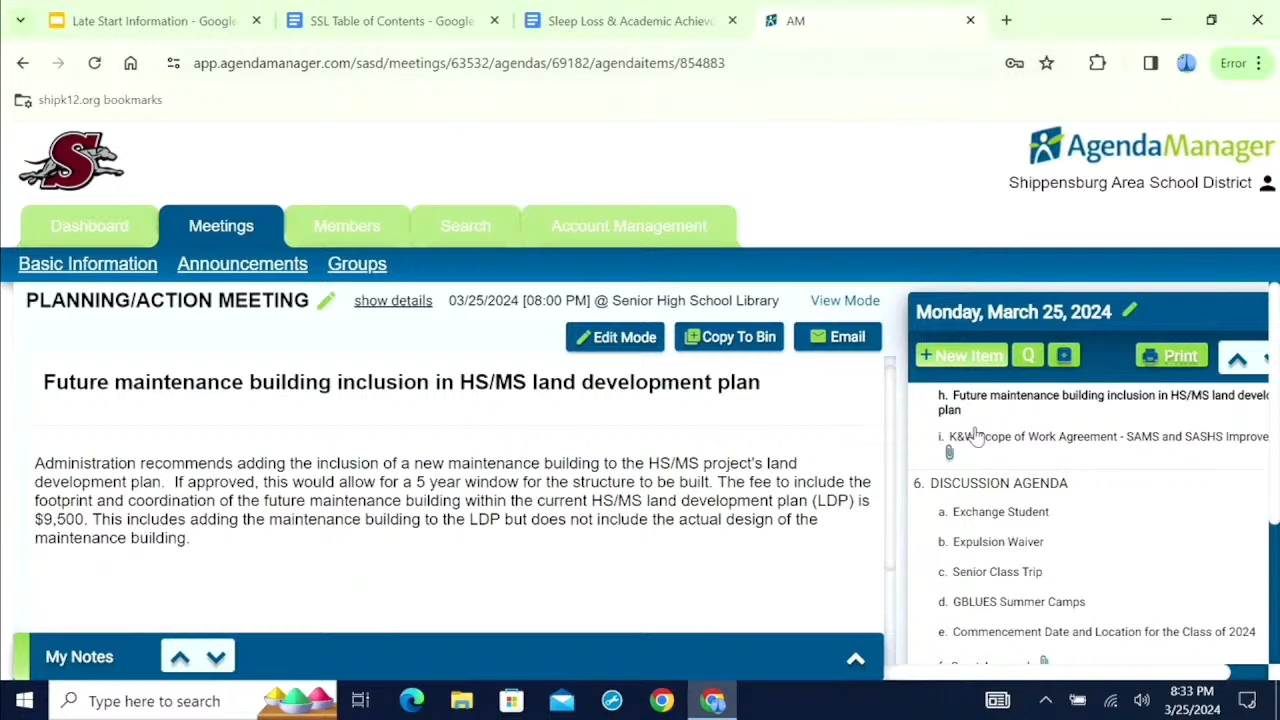 Late Start Information - Google
SSL Table of Contents - Google
Sleep Loss & Academic Achieve
AM
app.agendamanager.com/sasd/meetings/63532/agendas/69182/agendaitems/854883
Error
shipk12.org bookmarks
S
AgendaManager
Shippensburg Area School District
Dashboard
Meetings
Members
Search
Account Management
Basic Information
Announcements
Groups
PLANNING/ACTION MEETING
show details
03/25/2024 [08:00 PM] @ Senior High School Library
View Mode
Edit Mode
Copy To Bin
Email
Future maintenance building inclusion in HS/MS land development plan
Administration recommends adding the inclusion of a new maintenance building to the HS/MS project's land
development plan. If approved, this would allow for a 5 year window for the structure to be built. The fee to include the
footprint and coordination of the future maintenance building within the current HS/MS land development plan (LDP) is
$9,500. This includes adding the maintenance building to the LDP but does not include the actual design of the
maintenance building.
My Notes
Monday, March 25, 2024
+ New Item
Q
Print
h. Future maintenance building inclusion in HS/MS land develo
plan
i. K&W Scope of Work Agreement - SAMS and SASHS Improve
6. DISCUSSION AGENDA
a. Exchange Student
b. Expulsion Waiver
c. Senior Class Trip
d. GBLUES Summer Camps
e. Commencement Date and Location for the Class of 2024
Type here to search
8:33 PM
3/25/2024